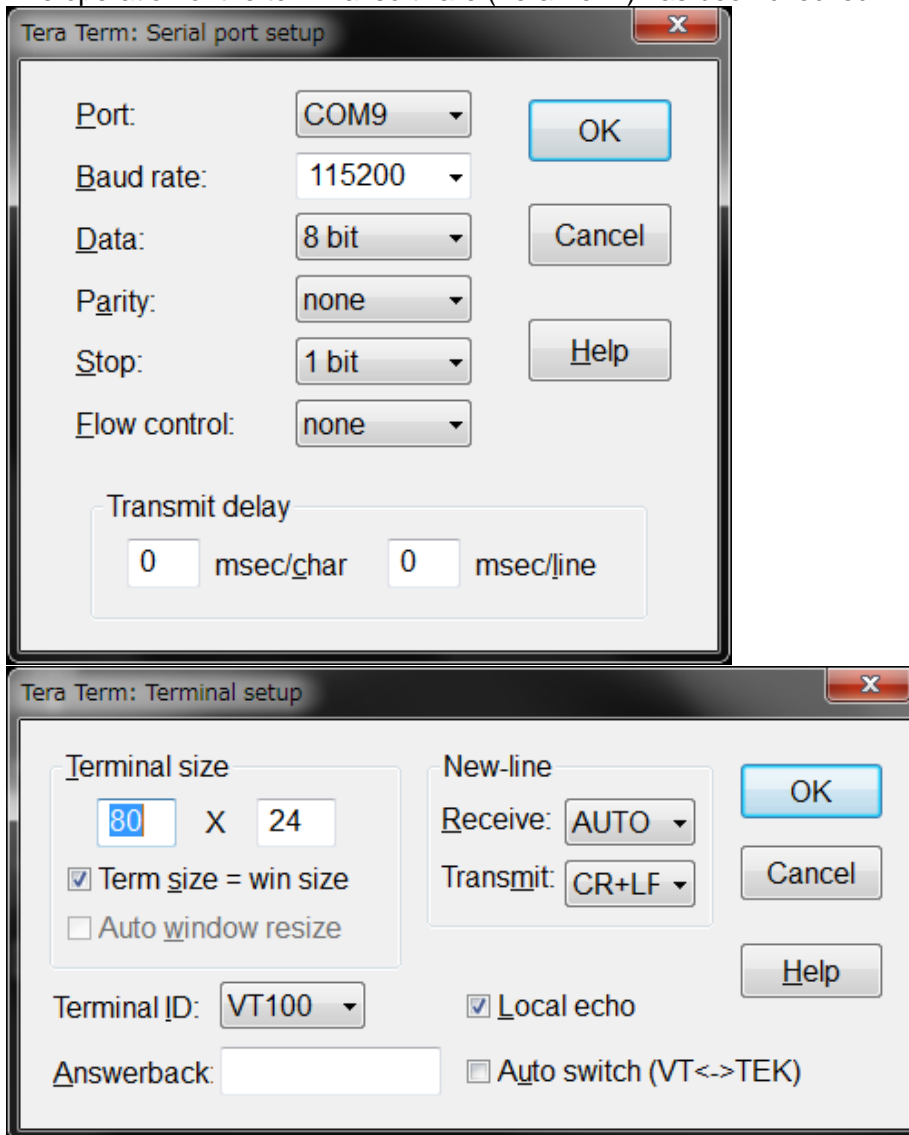 Tera Term: Serial port setup
Port: COM9 OK
Baud rate: 115200
Data: 8 bit Cancel
Parity: none
Stop: 1 bit Help
Flow control: none
Transmit delay
0 msec/char 0 msec/line
Tera Term: Terminal setup
Terminal size New-line OK
80 X 24 Receive: AUTO
Term size = win size Transmit: CR+LF Cancel
Auto window resize
Help
Terminal ID: VT100 Local echo
Answerback: Auto switch (VT<->TEK)